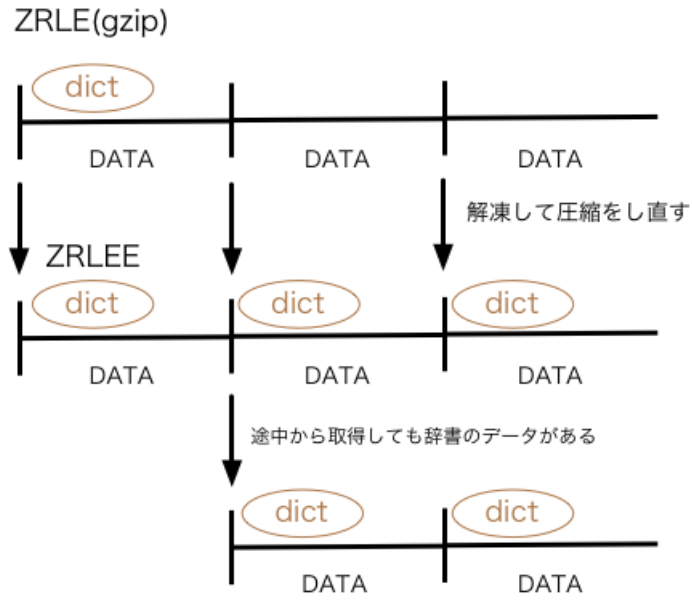 ZRLE(gzip)
dict
DATA DATA DATA
解凍して圧縮をし直す
ZRLEE
dict dict dict
DATA DATA DATA
途中から取得しても辞書のデータがある
dict dict
DATA DATA